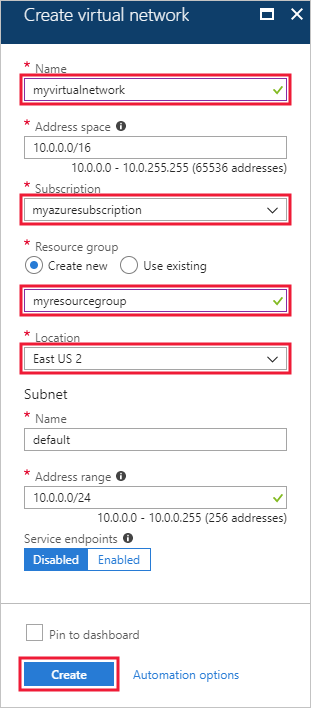 Create virtual network
* Name
myvirtualnetwork
* Address space
10.0.0.0/16
10.0.0.0 - 10.0.255.255 (65536 addresses)
* Subscription
myazuresubscription
* Resource group
Create new Use existing
myresourcegroup
* Location
East US 2
Subnet
* Name
default
* Address range
10.0.0.0/24
10.0.0.0 - 10.0.0.255 (256 addresses)
Service endpoints
Disabled Enabled
Pin to dashboard
Create Automation options